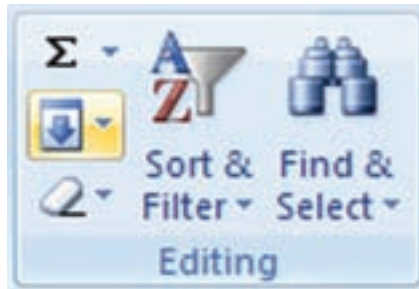 Σ
A
Z
Sort & Find &
Filter Select
Editing